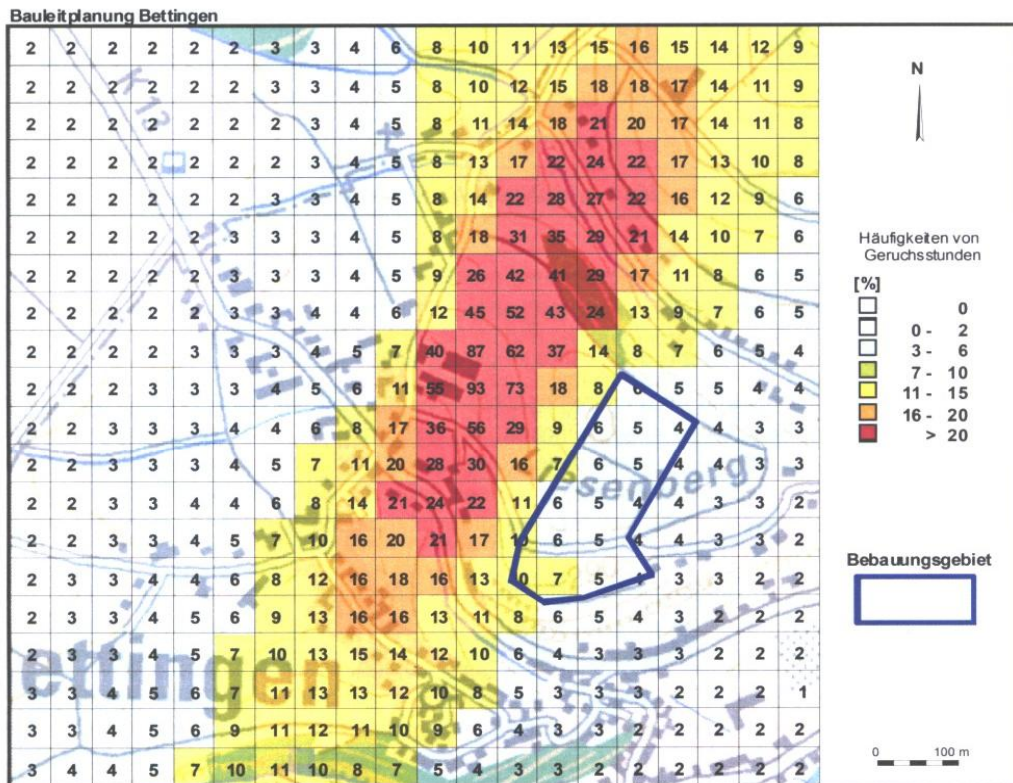 Bauleitplanung Bettingen
2 2 2 2 2 2 3 3 4 6 8 10 11 13 15 16 15 14 12 9
2 2 2 2 2 2 3 3 4 5 8 10 12 15 18 18 17 14 11 9
K 13
2 2 2 2 2 2 2 3 4 5 8 11 14 18 21 20 17 14 11 8
2 2 2 2 2 2 2 3 4 5 8 13 17 22 24 22 17 13 10 8
2 2 2 2 2 2 3 3 4 5 8 14 22 28 27 22 16 12 9 6
2 2 2 2 2 3 3 3 4 5 8 18 31 35 29 21 14 10 7 6
2 2 2 2 2 3 3 3 4 5 9 26 42 41 29 17 11 8 6 5
2 2 2 2 2 3 3 4 4 6 12 45 52 43 24 13 9 7 6 5
2 2 2 2 3 3 3 4 5 7 40 87 62 37 14 8 7 6 5 4
2 2 2 3 3 3 4 5 6 11 55 93 73 18 8 6 5 5 4 4
2 2 3 3 3 4 4 6 8 17 36 56 29 9 6 5 4 4 3 3
2 2 3 3 3 4 5 7 11 20 28 30 16 7 6 5 4 4 3 3
esenberg
2 2 3 3 4 4 6 8 14 21 24 22 11 6 5 4 4 3 3 2
2 2 3 3 4 5 7 10 16 20 21 17 10 6 5 4 4 3 3 2
2 3 3 4 4 6 8 12 16 18 16 13 10 7 5 4 3 3 2 2
2 3 3 4 5 6 9 13 16 16 13 11 8 6 5 4 3 2 2 2
2 3 3 4 5 7 10 13 15 14 12 10 6 4 3 3 3 2 2 2
ettingen
3 3 4 5 6 7 11 13 13 12 10 8 5 3 3 3 2 2 2 1
3 3 4 5 6 9 11 12 11 10 9 6 4 3 3 2 2 2 2 2
3 4 4 5 7 10 11 10 8 7 5 4 3 3 2 2 2 2 2 2
N
Häufigkeiten von
Geruchsstunden
[%]
0
0 - 2
3 - 6
7 - 10
11 - 15
16 - 20
> 20
Bebauungsgebiet
0 100 m